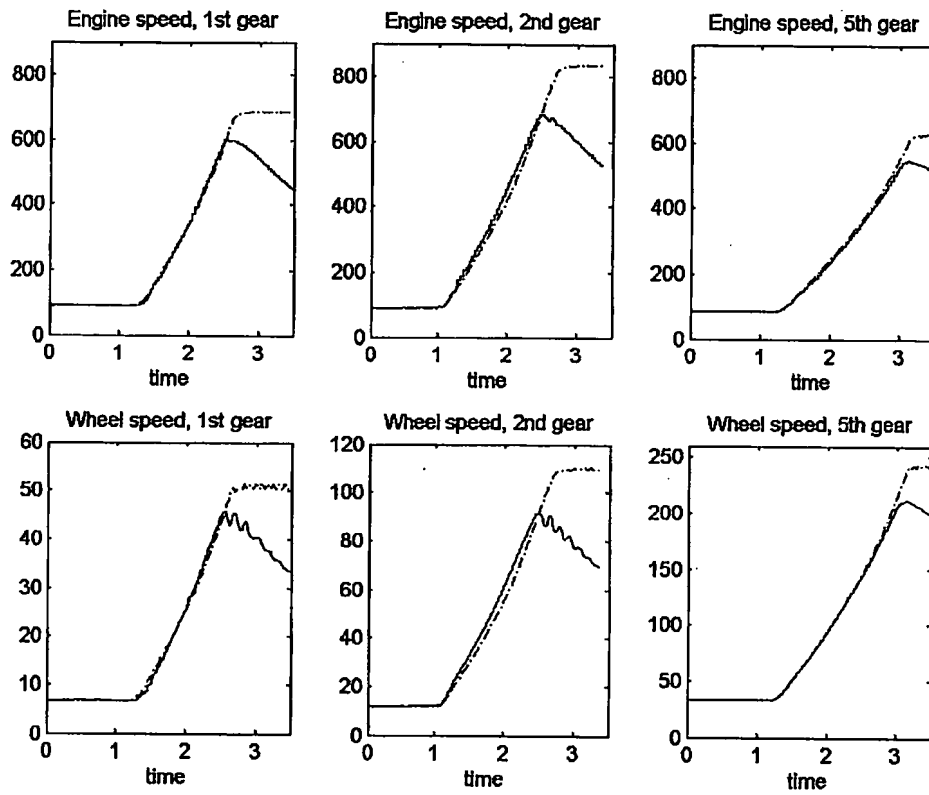 Engine speed, 1st gear
800
600
400
200
0
0 1 2 3
time
Engine speed, 2nd gear
800
600
400
200
0
0 1 2 3
time
Engine speed, 5th gear
800
600
400
200
0
0 1 2 3
time
Wheel speed, 1st gear
60
50
40
30
20
10
0
0 1 2 3
time
Wheel speed, 2nd gear
120
100
80
60
40
20
0
0 1 2 3
time
Wheel speed, 5th gear
250
200
150
100
50
0
0 1 2 3
time